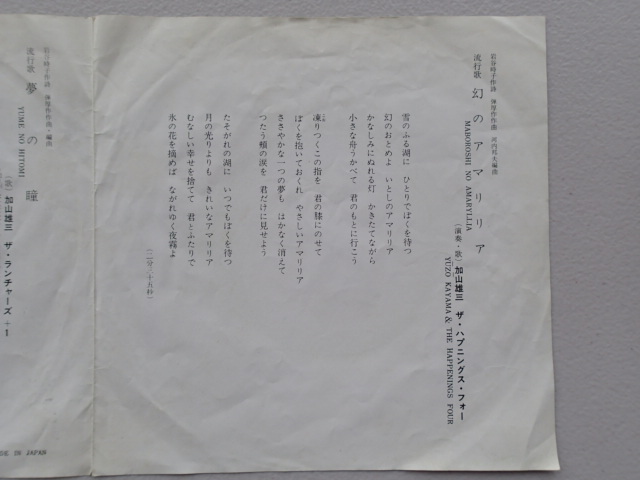 岩谷時子作詩 弾厚作作曲 河内邦夫編曲
流行歌 幻のアマリリア
MABOROSHI NO AMARYLLIA
(演奏・歌) 加山雄三 ザ・ハプニングス・フォー
YŪZO KAYAMA & THE HAPPENINGS FOUR
雪のふる湖に ひとりでぼくを待つ
幻のおとめよ いとしのアマリリア
かなしみにぬれる灯 かきたてながら
小さな舟うかべて 君のもとに行こう
凍りつくこの指を 君の膝にのせて
ぼくを抱いておくれ やさしいアマリリア
ささやかな一つの夢も はかなく消えて
つたう頬の涙を 君だけに見せよう
たそがれの湖に いつでもぼくを待つ
月の光りよりも きれいなアマリリア
むなしい幸せを捨てて 君とふたりで
氷の花を摘めば ながれゆく夜霧よ
(二分・三十五秒)
岩谷時子作詩 弾厚作作曲・編曲
流行歌 夢の瞳
YUME NO HITOMI
(歌) 加山雄三 ザ・ランチャーズ+1
DE IN JAPAN